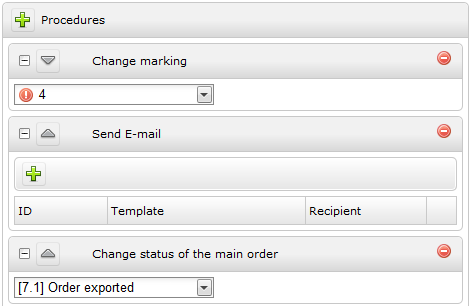 Procedures
Change marking
4
Send E-mail
ID Template Recipient
Change status of the main order
[7.1] Order exported